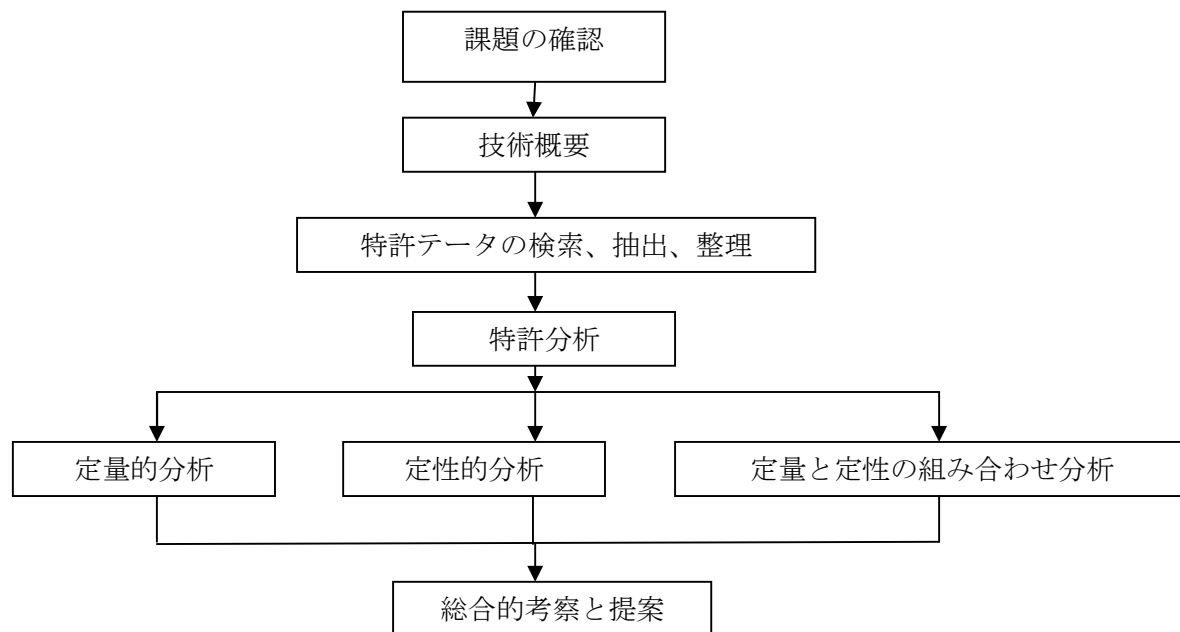 課題の確認
技術概要
特許テータの検索、抽出、整理
特許分析
定量的分析
定性的分析
定量と定性の組み合わせ分析
総合的考察と提案